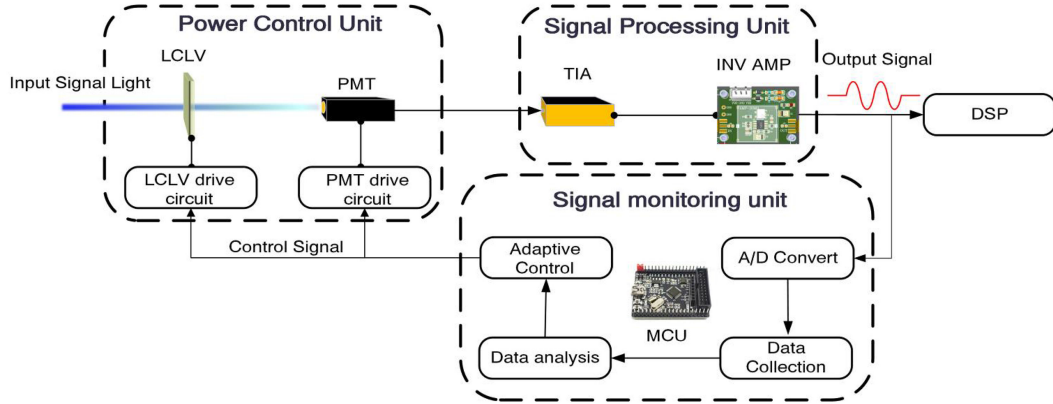 Power Control Unit
Signal Processing Unit
LCLV
Input Signal Light
PMT
TIA
INV AMP
Output Signal
DSP
LCLV drive
circuit
PMT drive
circuit
Signal monitoring unit
Control Signal
Adaptive
Control
A/D Convert
MCU
Data analysis
Data
Collection